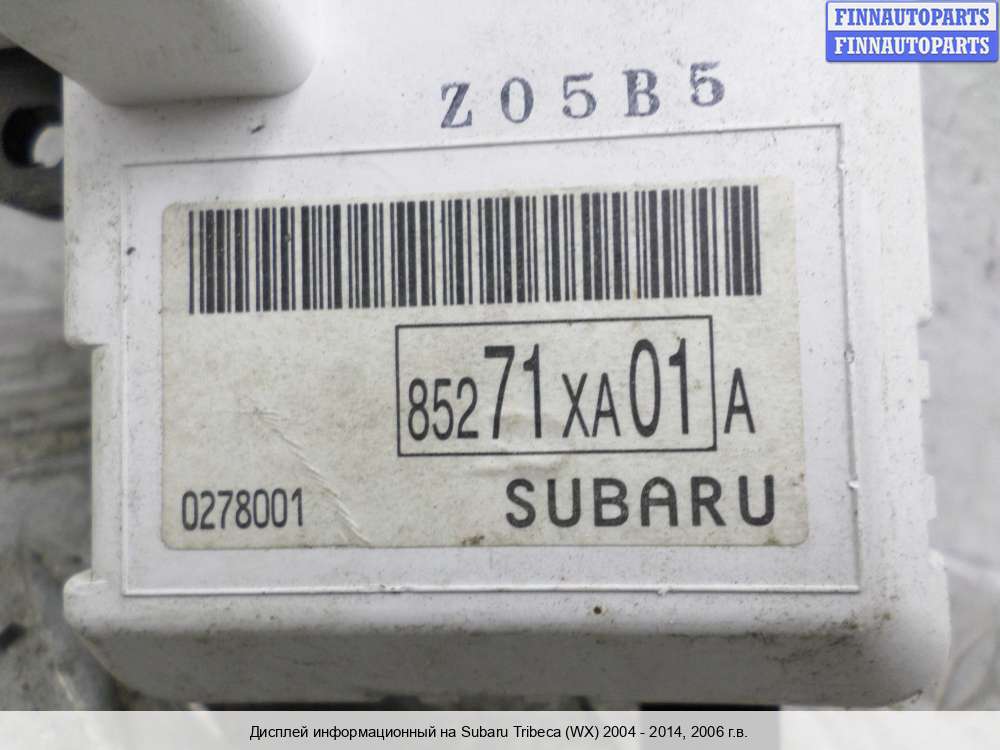 FINNAUTOPARTS
FINNAUTOPARTS
Z05B5
85271XA01A
0278001
SUBARU
Дисплей информационный на Subaru Tribeca (WX) 2004 - 2014, 2006 г.в.